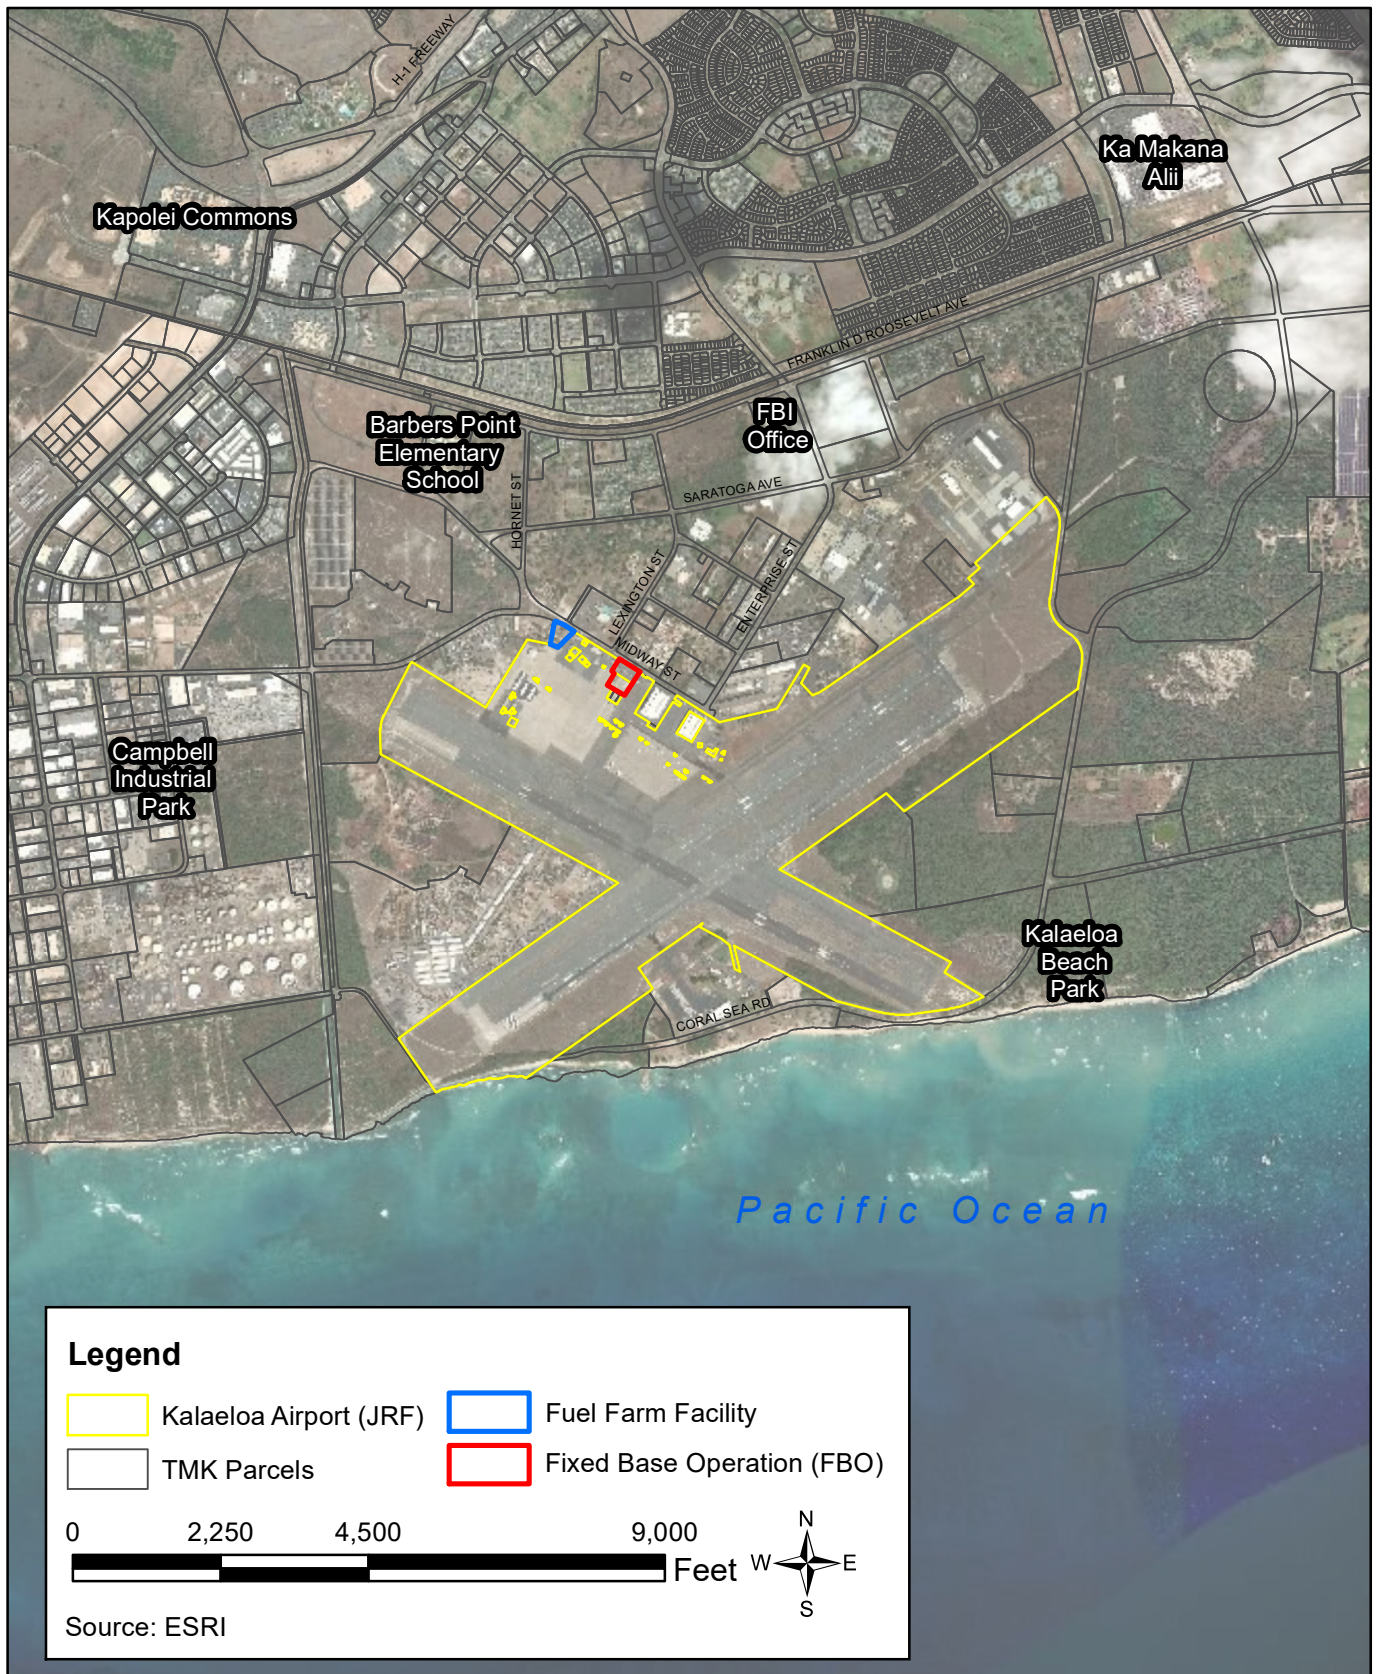 H-1 FREEWAY
Ka Makana
Alii
Kapolei Commons
FRANKLIN D ROOSEVELT AVE
Barbers Point
Elementary
School
FBI
Office
SARATOGA AVE
HORNET ST
LEXINGTON ST
ENTERPRISE ST
MIDWAY ST
Campbell
Industrial
Park
Kalaeloa
Beach
Park
CORAL SEA RD
Pacific Ocean
Legend
Kalaeloa Airport (JRF)
Fuel Farm Facility
TMK Parcels
Fixed Base Operation (FBO)
0 2,250 4,500 9,000
Feet
N
W E
S
Source: ESRI